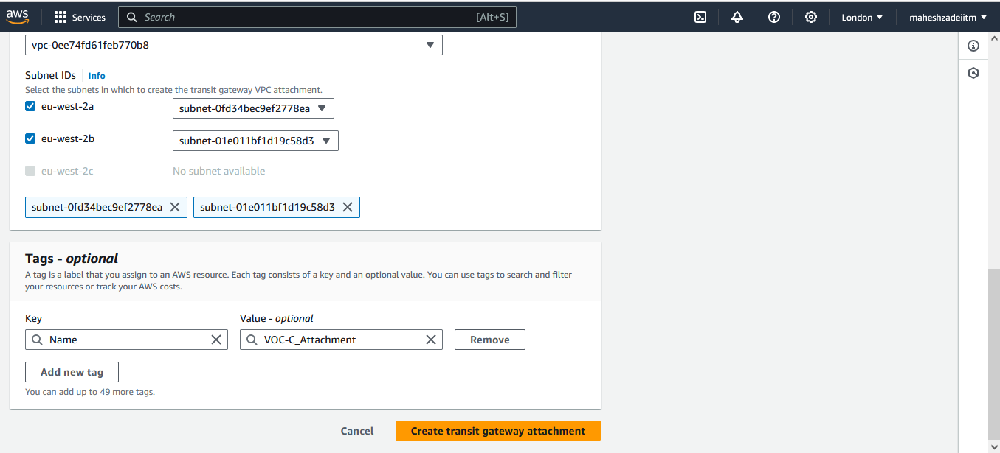 aws Services Search [Alt+S] London maheshzadeiitm
vpc-0ee74fd61feb770b8
Subnet IDs Info
Select the subnets in which to create the transit gateway VPC attachment.
eu-west-2a subnet-0fd34bec9ef2778ea
eu-west-2b subnet-01e011bf1d19c58d3
eu-west-2c No subnet available
subnet-0fd34bec9ef2778ea subnet-01e011bf1d19c58d3
Tags - optional
A tag is a label that you assign to an AWS resource. Each tag consists of a key and an optional value. You can use tags to search and filter
your resources or track your AWS costs.
Key Value - optional
Name VOC-C_Attachment Remove
Add new tag
You can add up to 49 more tags.
Cancel Create transit gateway attachment